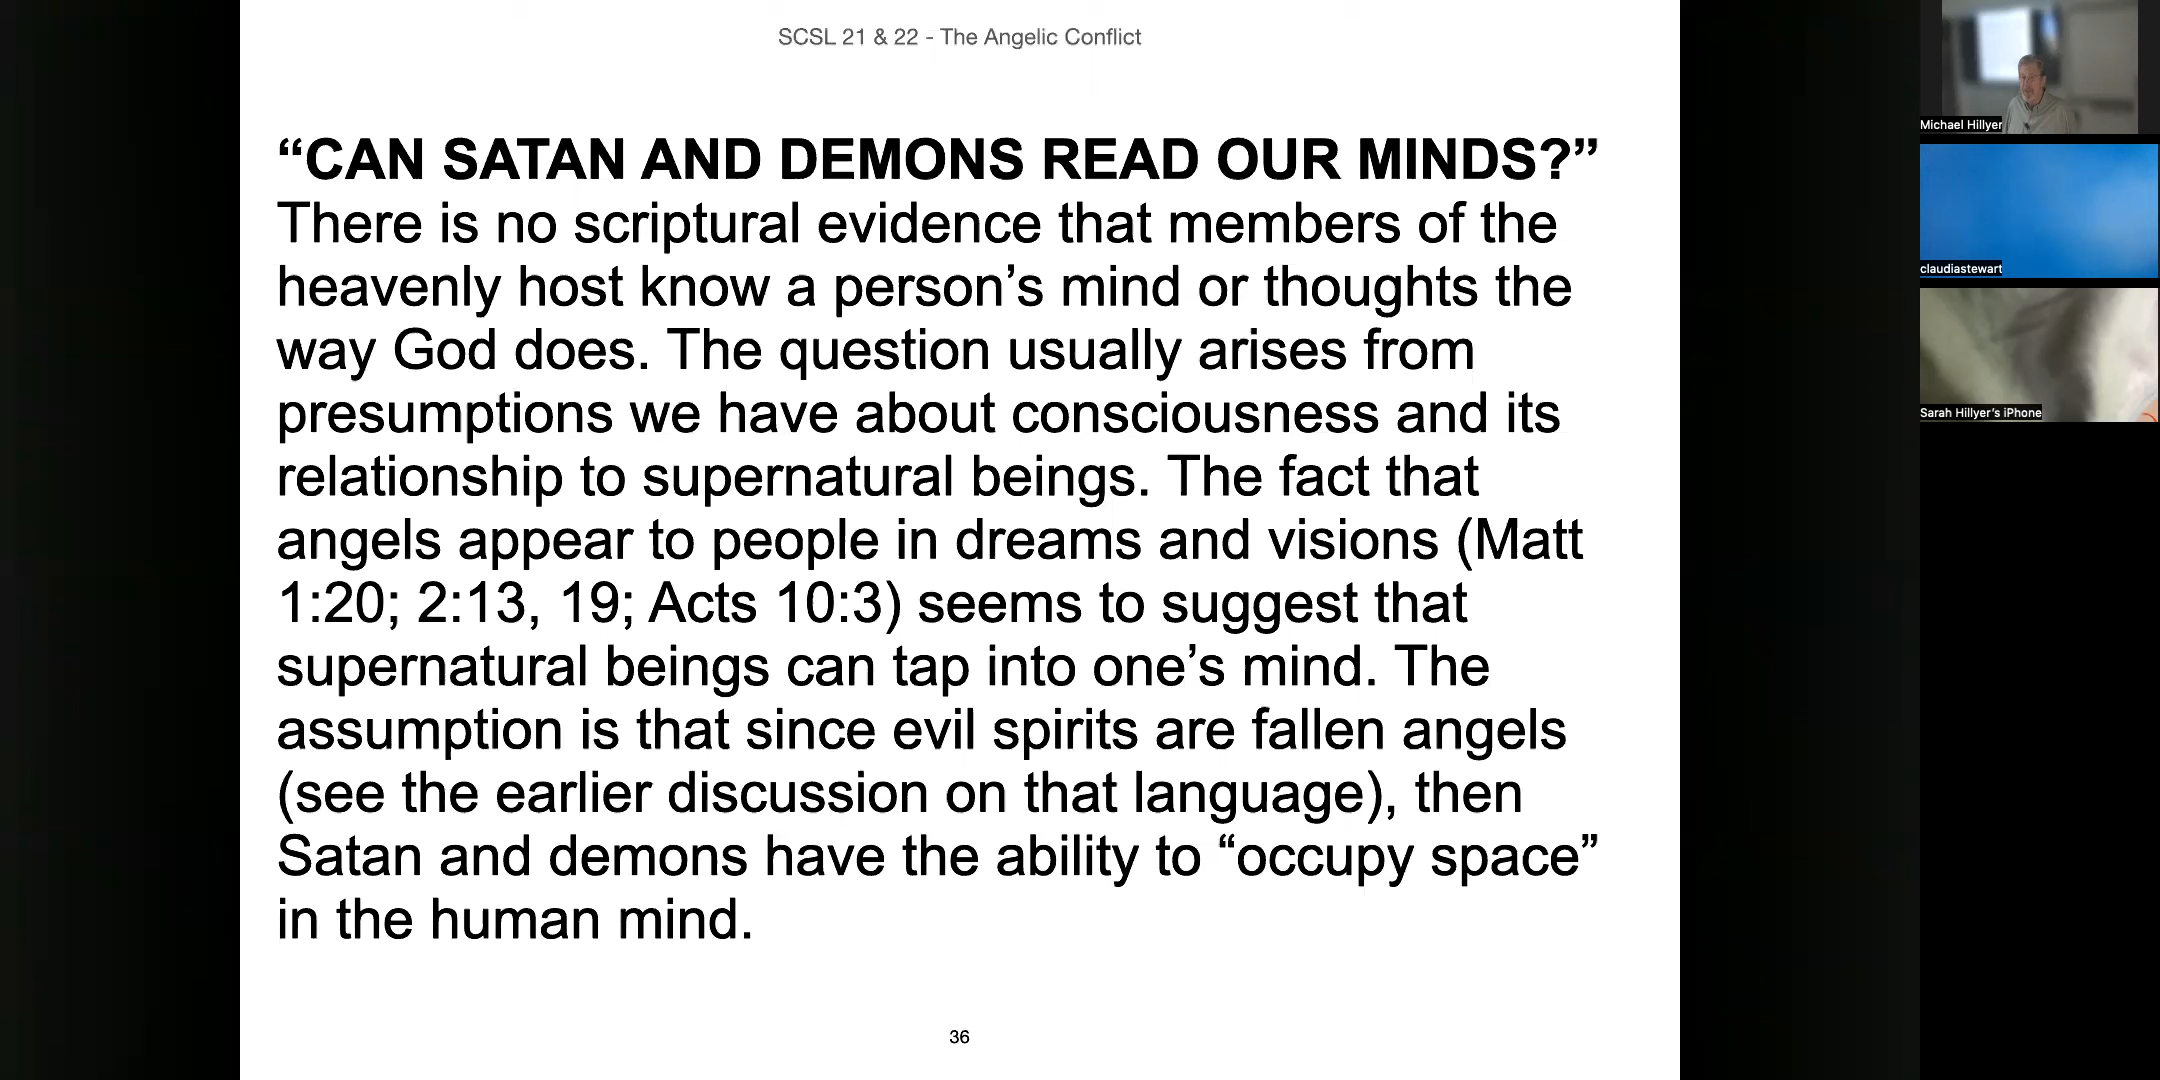 SCSL 21 & 22 - The Angelic Conflict
“CAN SATAN AND DEMONS READ OUR MINDS?”
There is no scriptural evidence that members of the
heavenly host know a person’s mind or thoughts the
way God does. The question usually arises from
presumptions we have about consciousness and its
relationship to supernatural beings. The fact that
angels appear to people in dreams and visions (Matt
1:20; 2:13, 19; Acts 10:3) seems to suggest that
supernatural beings can tap into one’s mind. The
assumption is that since evil spirits are fallen angels
(see the earlier discussion on that language), then
Satan and demons have the ability to “occupy space”
in the human mind.
36
Michael Hillyer
claudiastewart
Sarah Hillyer’s iPhone